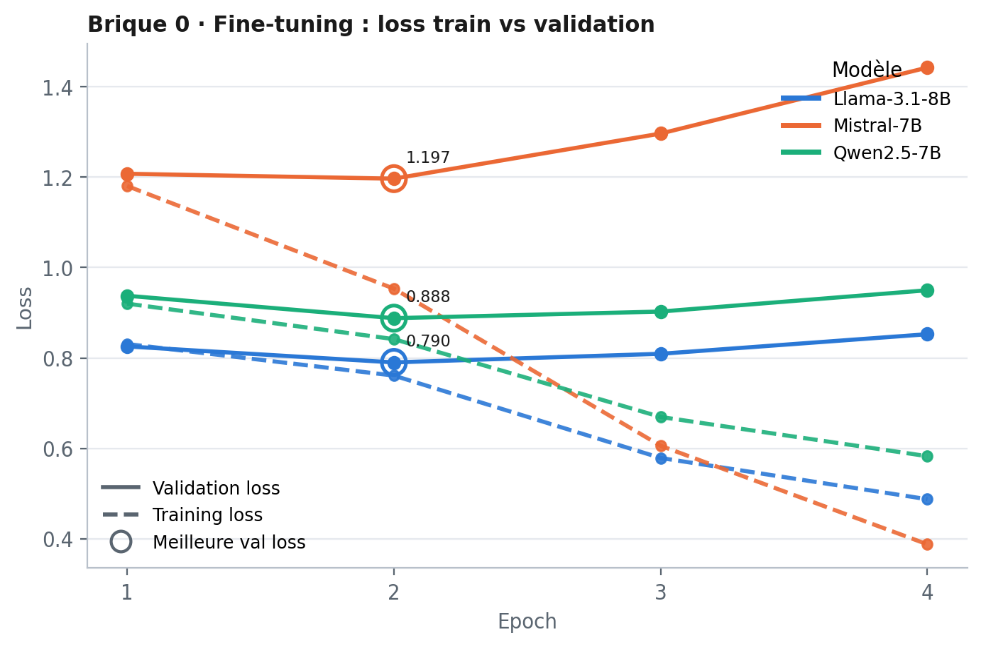 Brique 0 · Fine-tuning : loss train vs validation
Modèle
Llama-3.1-8B
Mistral-7B
Qwen2.5-7B
1.197
0.888
0.790
Validation loss
Training loss
Meilleure val loss
1.4
1.2
1.0
0.8
0.6
0.4
Loss
1 2 3 4
Epoch